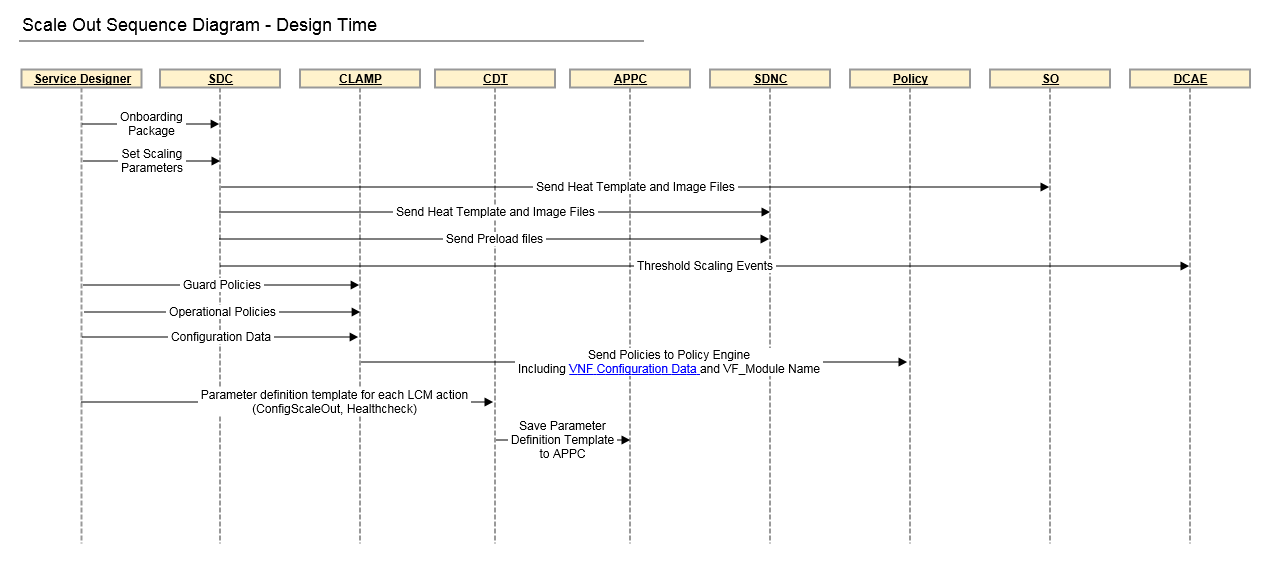 Scale Out Sequence Diagram - Design Time
Service Designer
SDC
CLAMP
CDT
APPC
SDNC
Policy
SO
DCAE
Onboarding
Package
Set Scaling
Parameters
Send Heat Template and Image Files
Send Heat Template and Image Files
Send Preload files
Threshold Scaling Events
Guard Policies
Operational Policies
Configuration Data
Send Policies to Policy Engine
Including VNF Configuration Data and VF_Module Name
Parameter definition template for each LCM action
(ConfigScaleOut, Healthcheck)
Save Parameter
Definition Template
to APPC